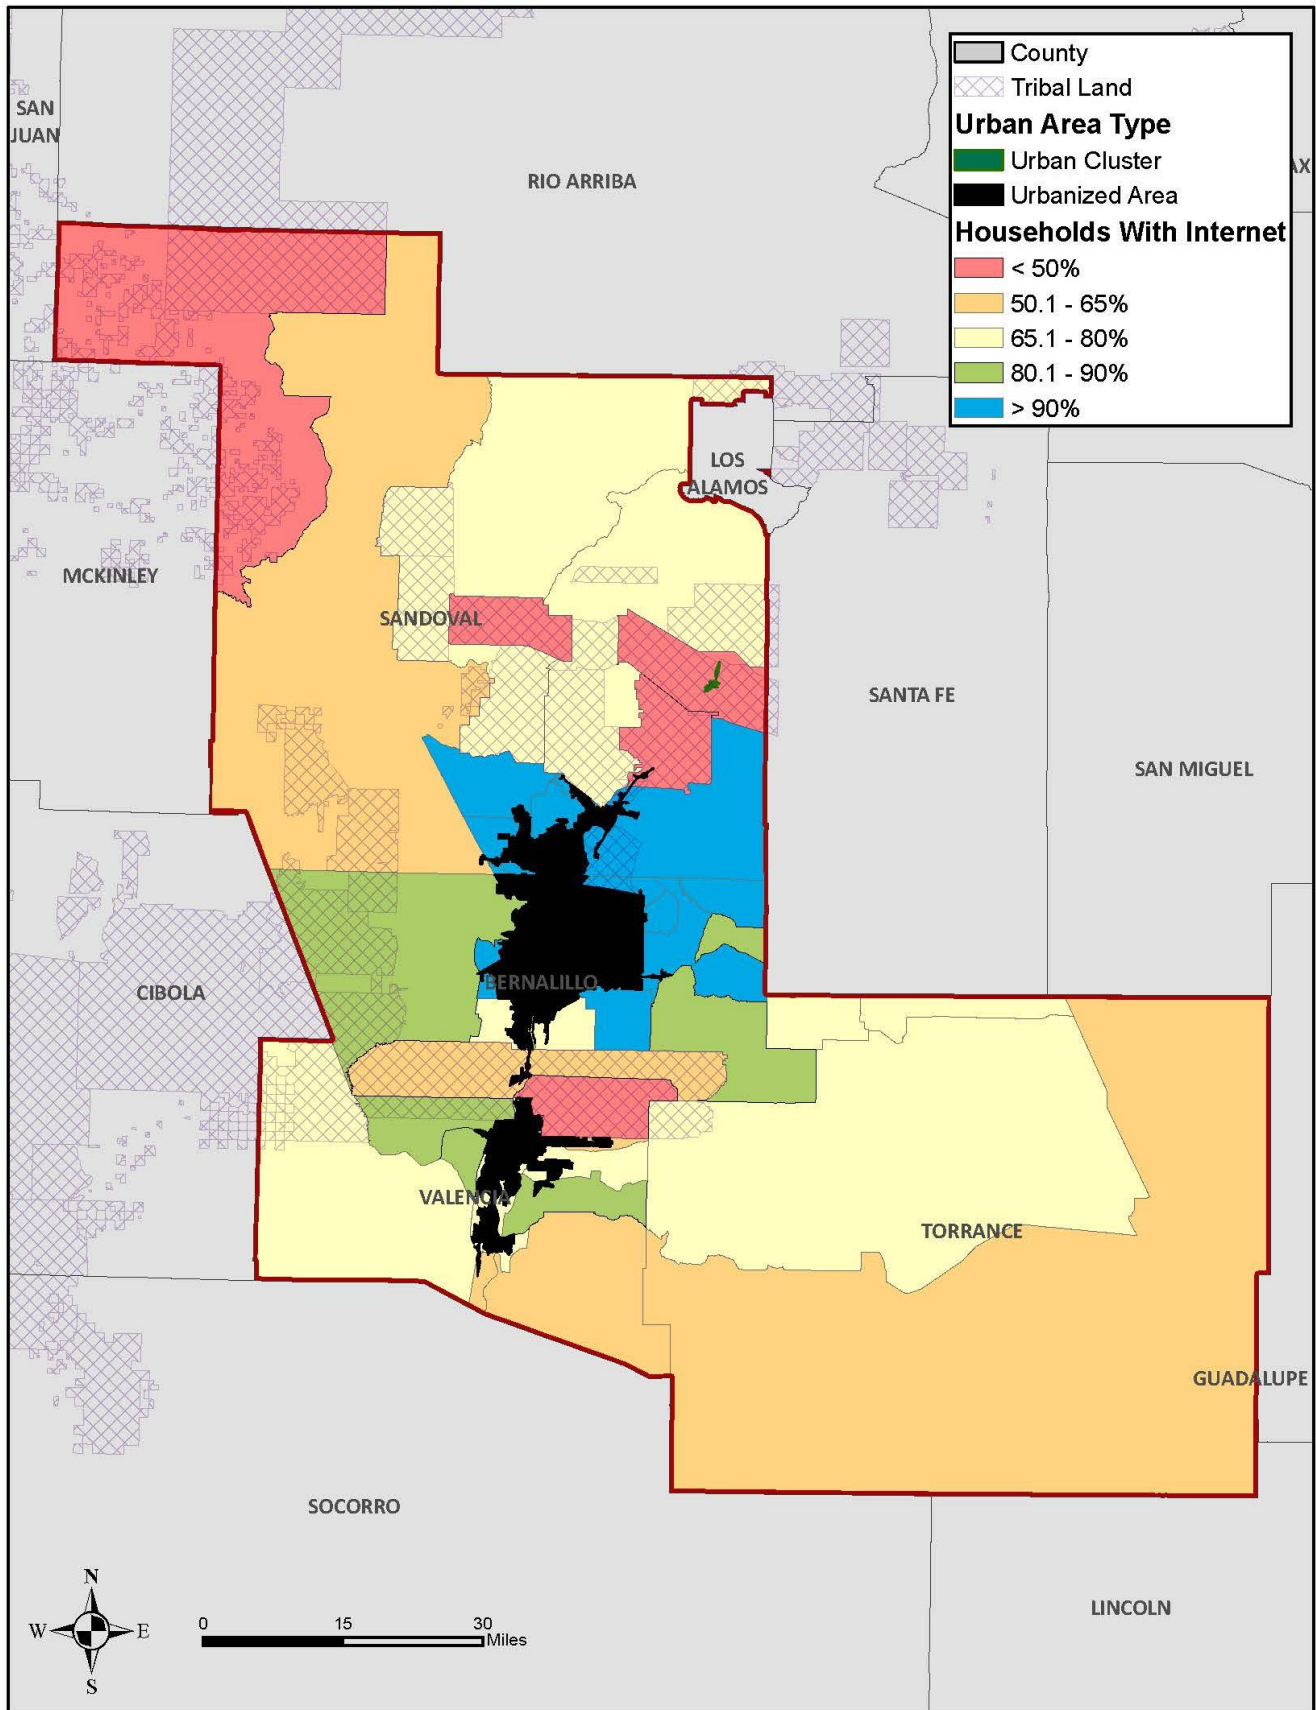 County
Tribal Land
Urban Area Type
Urban Cluster
Urbanized Area
Households With Internet
< 50%
50.1 - 65%
65.1 - 80%
80.1 - 90%
> 90%
SAN
JUAN
RIO ARRIBA
AX
LOS
ALAMOS
MCKINLEY
SANDOVAL
SANTA FE
SAN MIGUEL
CIBOLA
BERNALILLO
VALENCIA
TORRANCE
GUADALUPE
SOCORRO
LINCOLN
N
W E
S
0 15 30
Miles